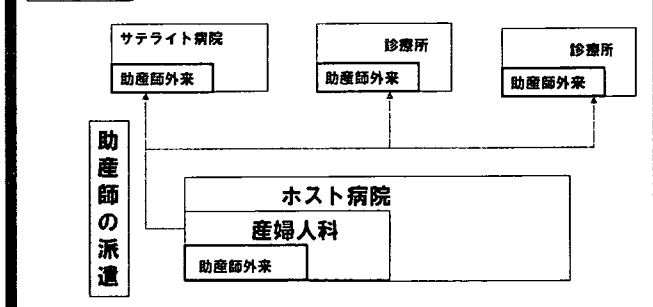 サテライト病院
助産師外来
診療所
助産師外来
診療所
助産師外来
助産師の派遣
ホスト病院
産婦人科
助産師外来